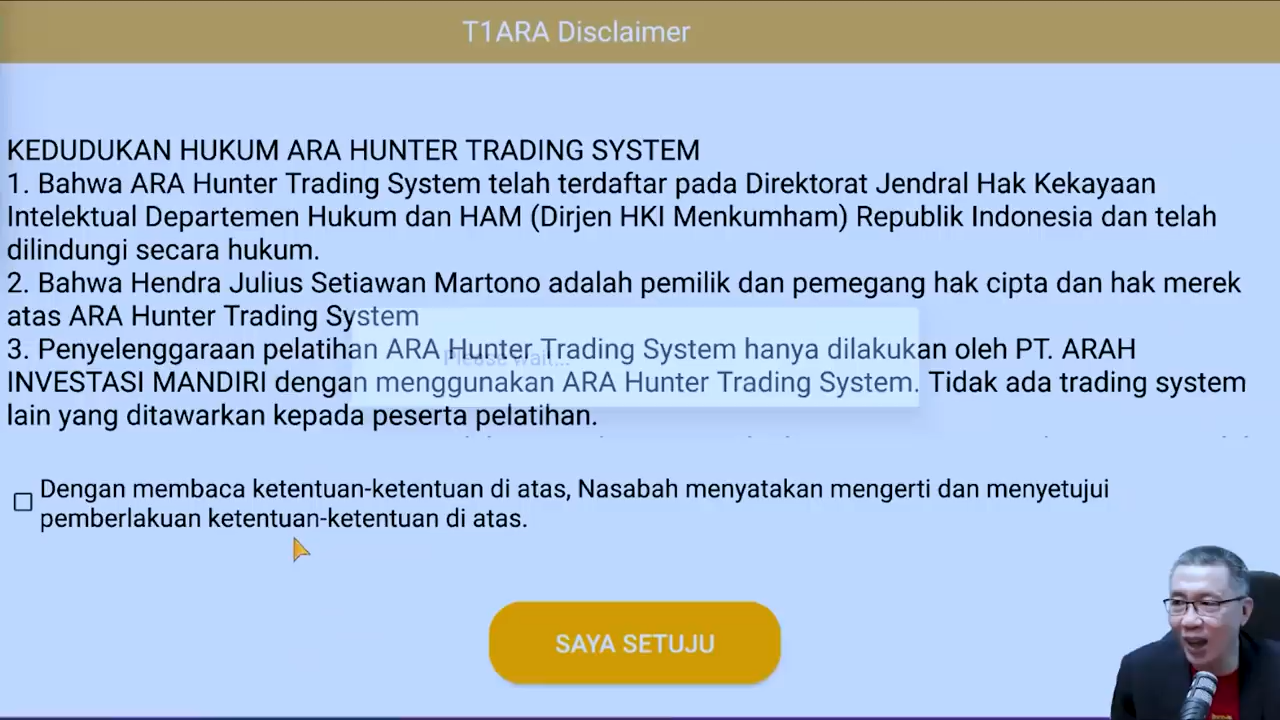 T1ARA Disclaimer
KEDUDUKAN HUKUM ARA HUNTER TRADING SYSTEM
1. Bahwa ARA Hunter Trading System telah terdaftar pada Direktorat Jendral Hak Kekayaan
Intelektual Departemen Hukum dan HAM (Dirjen HKI Menkumham) Republik Indonesia dan telah
dilindungi secara hukum.
2. Bahwa Hendra Julius Setiawan Martono adalah pemilik dan pemegang hak cipta dan hak merek
atas ARA Hunter Trading System
3. Penyelenggaraan pelatihan ARA Hunter Trading System hanya dilakukan oleh PT. ARAH
Please wait...
INVESTASI MANDIRI dengan menggunakan ARA Hunter Trading System. Tidak ada trading system
lain yang ditawarkan kepada peserta pelatihan.
Dengan membaca ketentuan-ketentuan di atas, Nasabah menyatakan mengerti dan menyetujui
pemberlakuan ketentuan-ketentuan di atas.
SAYA SETUJU